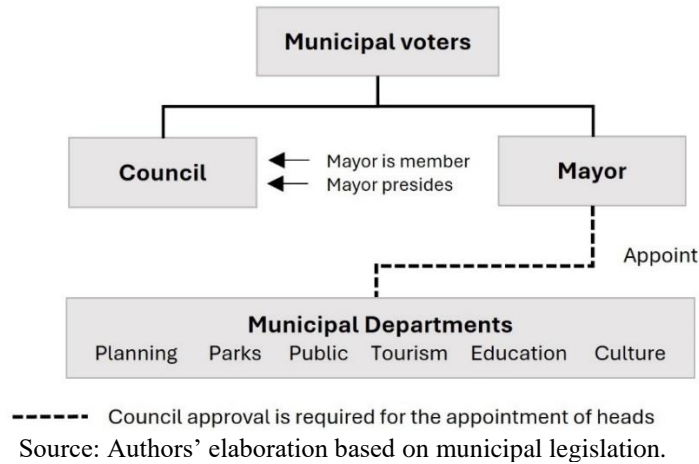 Municipal voters
Council
Mayor is member
Mayor presides
Mayor
Appoint
Municipal Departments
Planning Parks Public Tourism Education Culture
Council approval is required for the appointment of heads
Source: Authors’ elaboration based on municipal legislation.